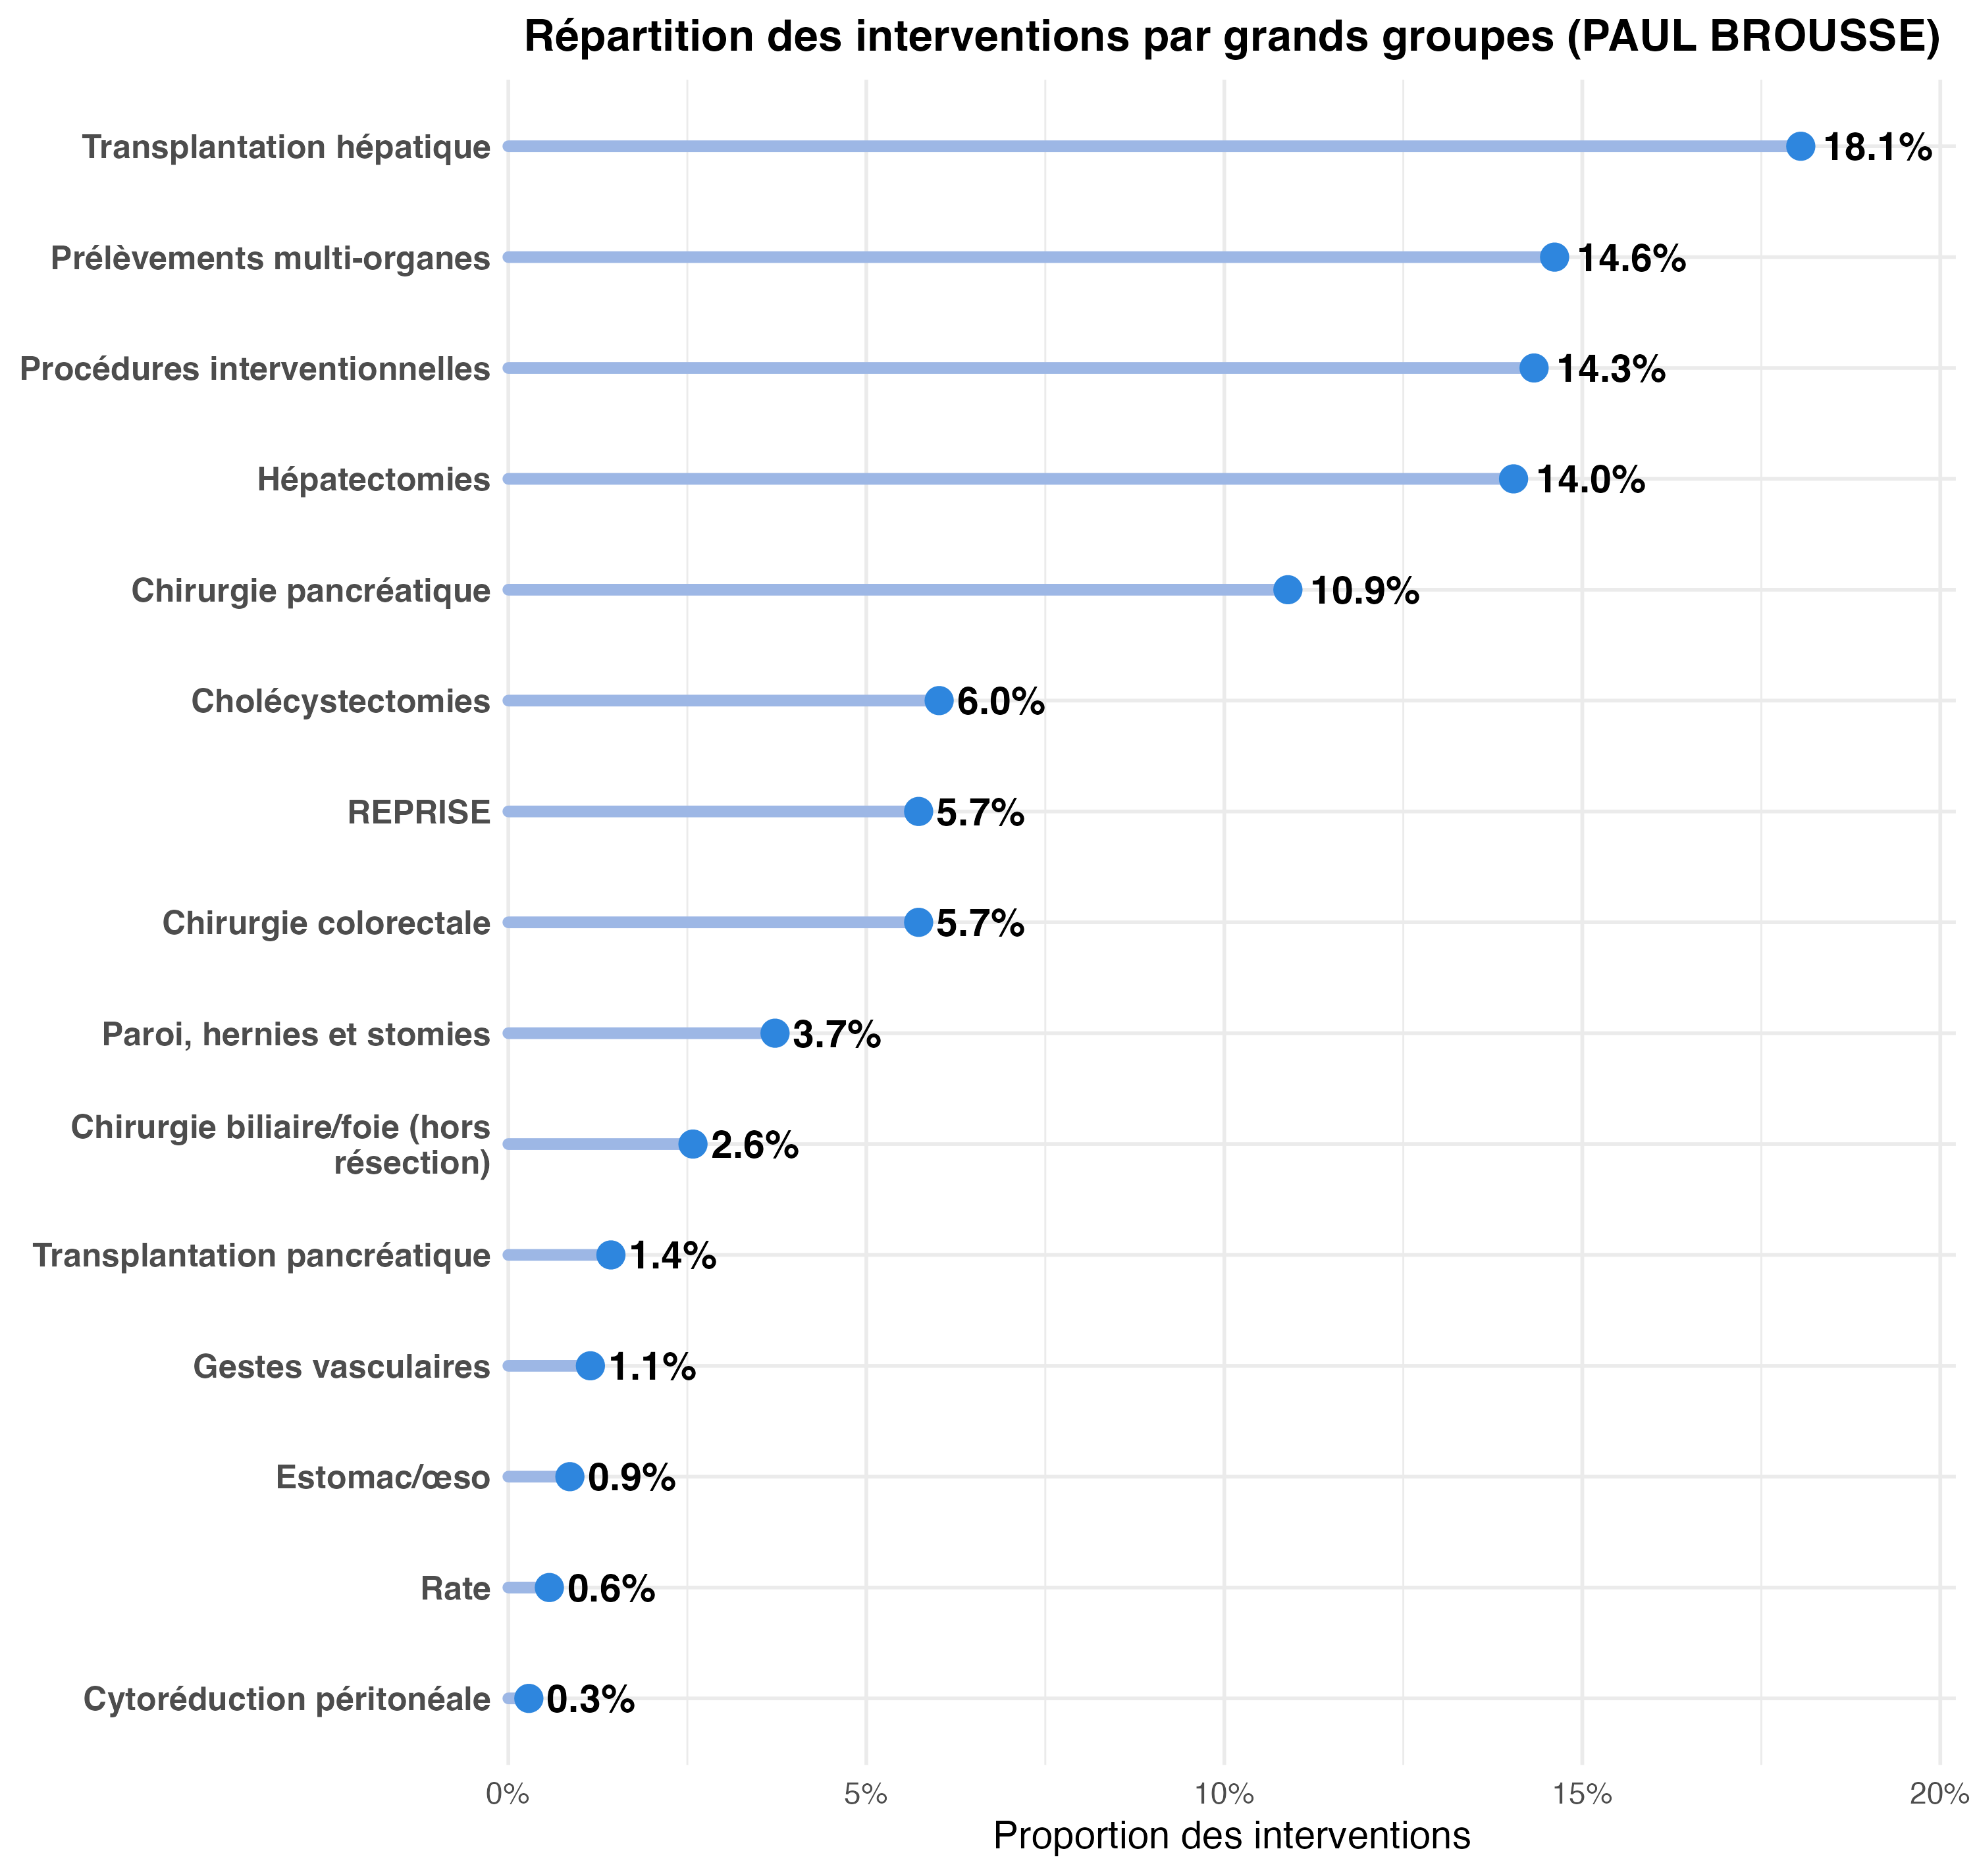 Répartition des interventions par grands groupes (PAUL BROUSSE)
Transplantation hépatique 18.1%
Prélèvements multi-organes 14.6%
Procédures interventionnelles 14.3%
Hépatectomies 14.0%
Chirurgie pancréatique 10.9%
Cholécystectomies 6.0%
REPRISE 5.7%
Chirurgie colorectale 5.7%
Paroi, hernies et stomies 3.7%
Chirurgie biliaire/foie (hors
résection) 2.6%
Transplantation pancréatique 1.4%
Gestes vasculaires 1.1%
Estomac/œso 0.9%
Rate 0.6%
Cytoréduction péritonéale 0.3%
0% 5% 10% 15% 20%
Proportion des interventions